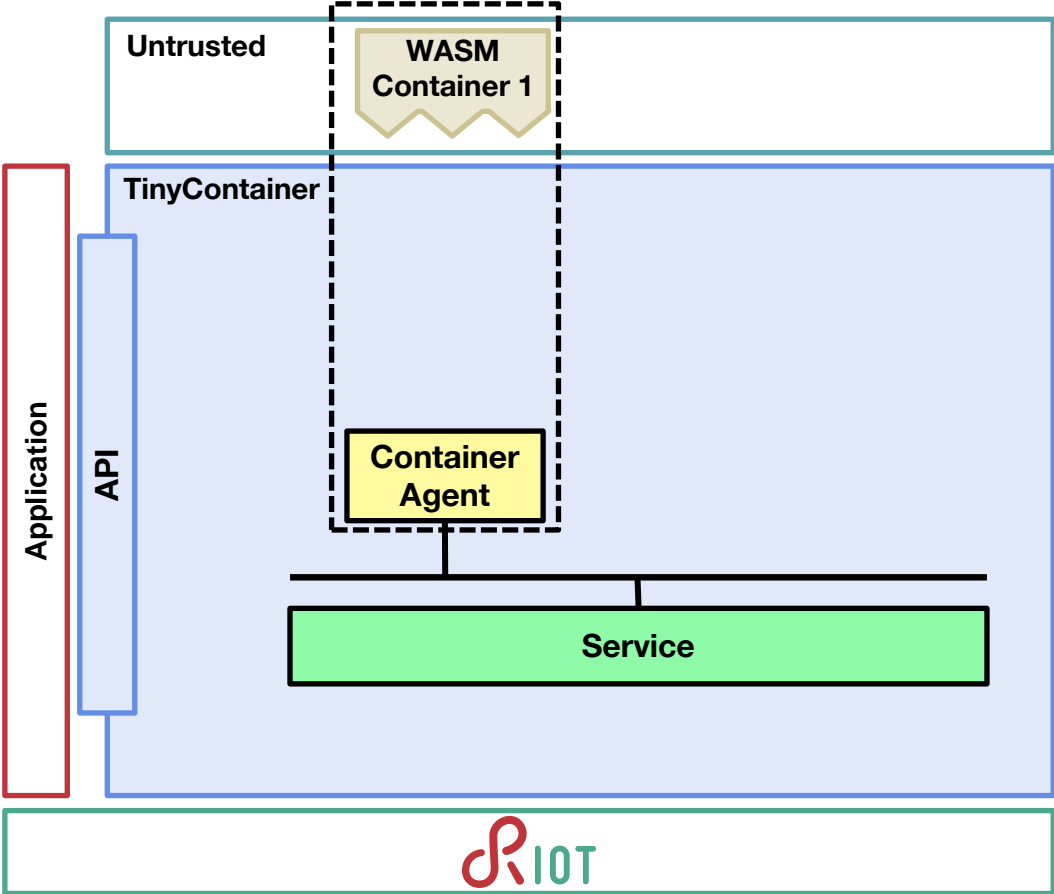 Untrusted
WASM
Container 1
TinyContainer
Application
API
Container
Agent
Service
RIOT